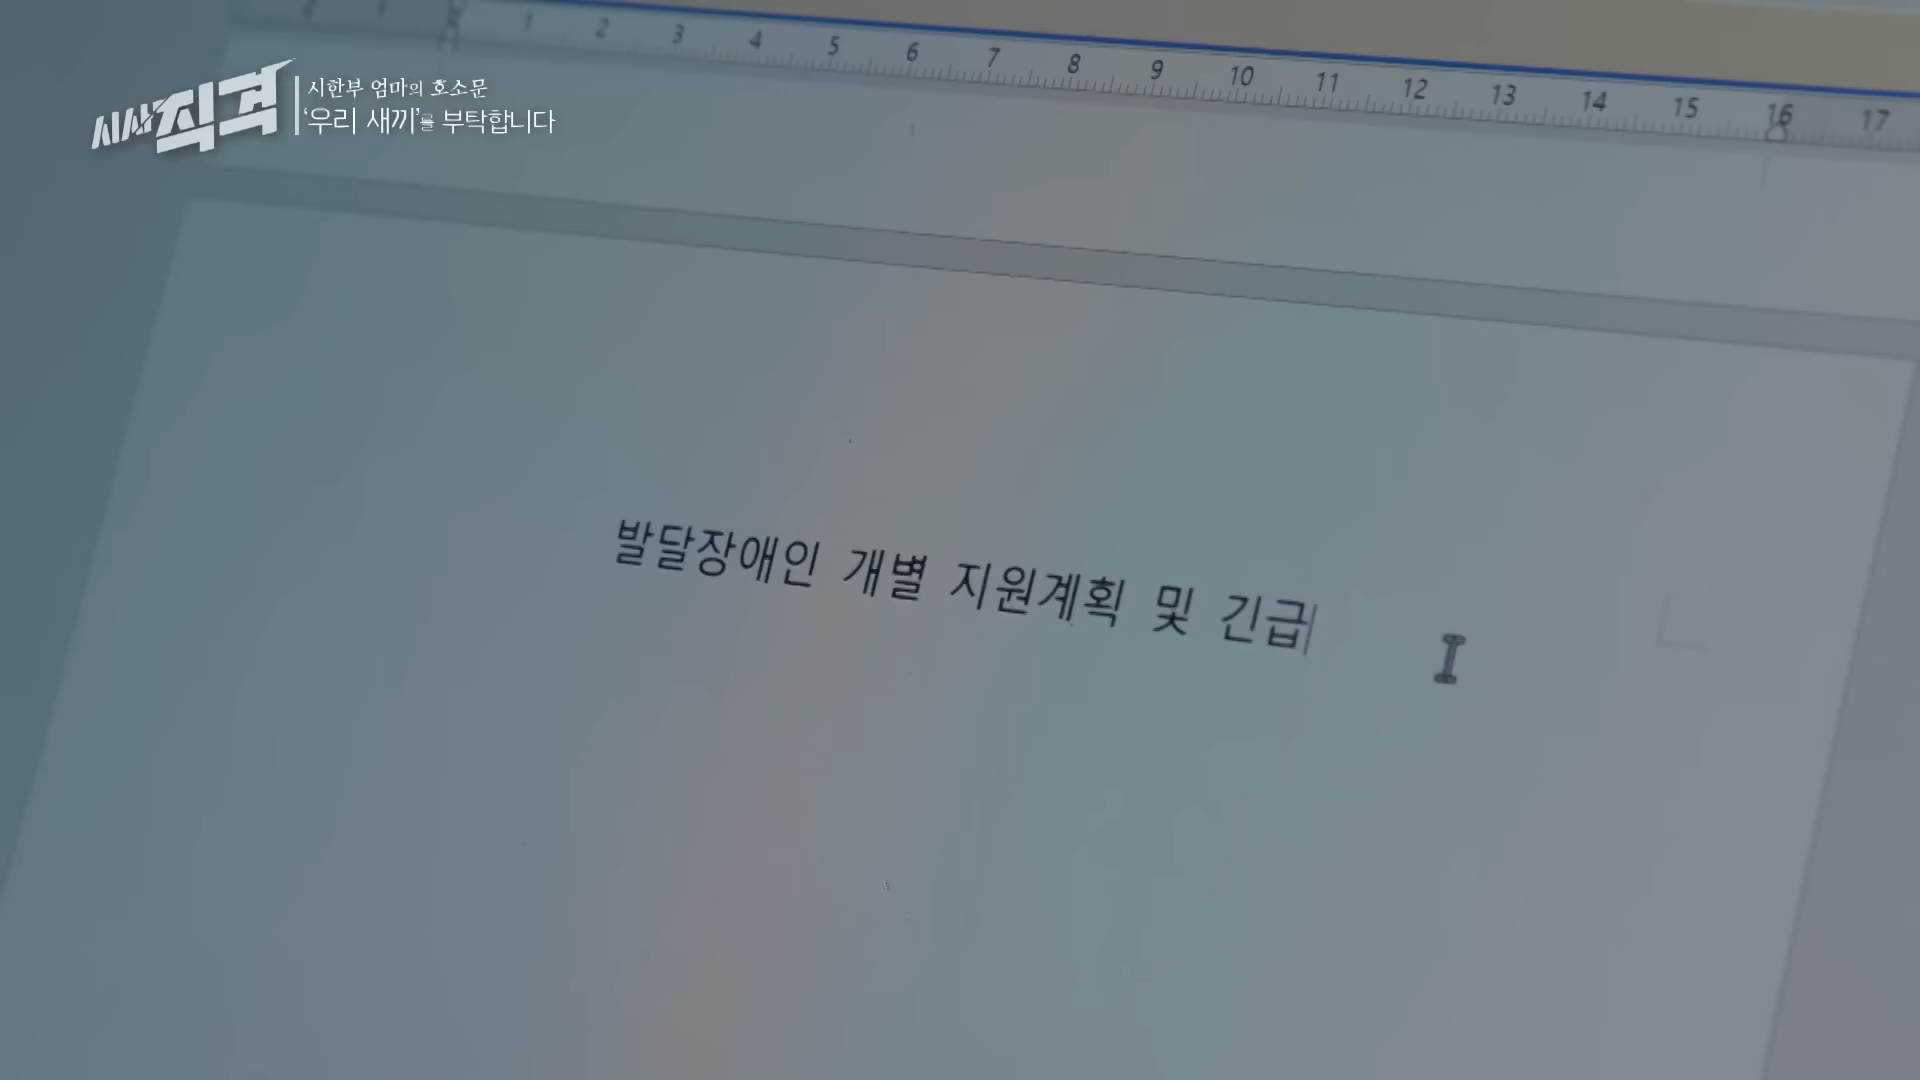 2 1 1 2 3 4 5 6 7 8 9 10 11 12 13 14 15 16 17
시사 직격
시한부 엄마의 호소문
‘우리 새끼’를 부탁합니다
발달장애인 개별 지원계획 및 긴급